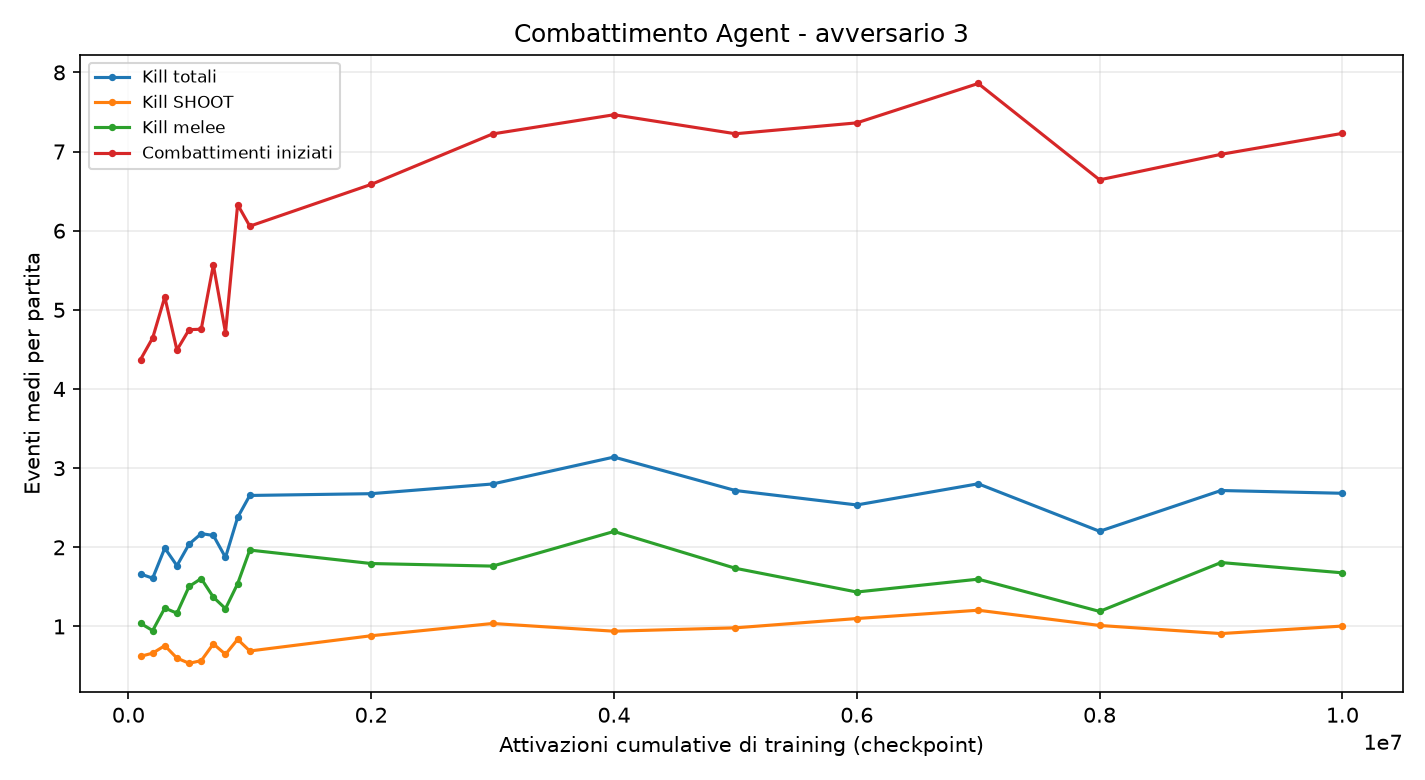 Combattimento Agent - avversario 3
Kill totali
Kill SHOOT
Kill melee
Combattimenti iniziati
Eventi medi per partita
8
7
6
5
4
3
2
1
0.0 0.2 0.4 0.6 0.8 1.0
1e7
Attivazioni cumulative di training (checkpoint)